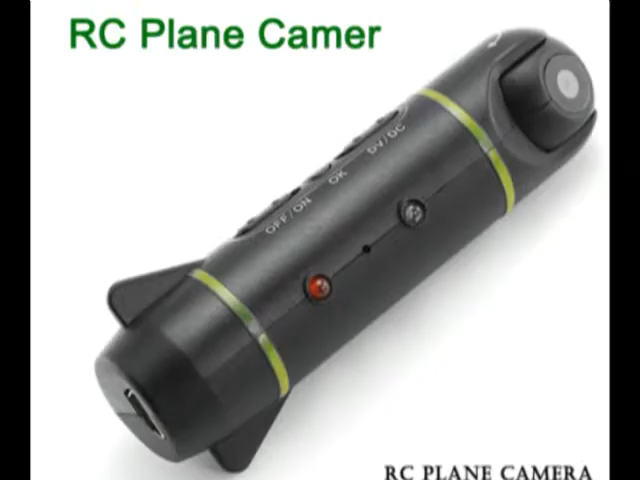 RC Plane Camer
DV/DC
OK
OFF/ON
RC PLANE CAMERA